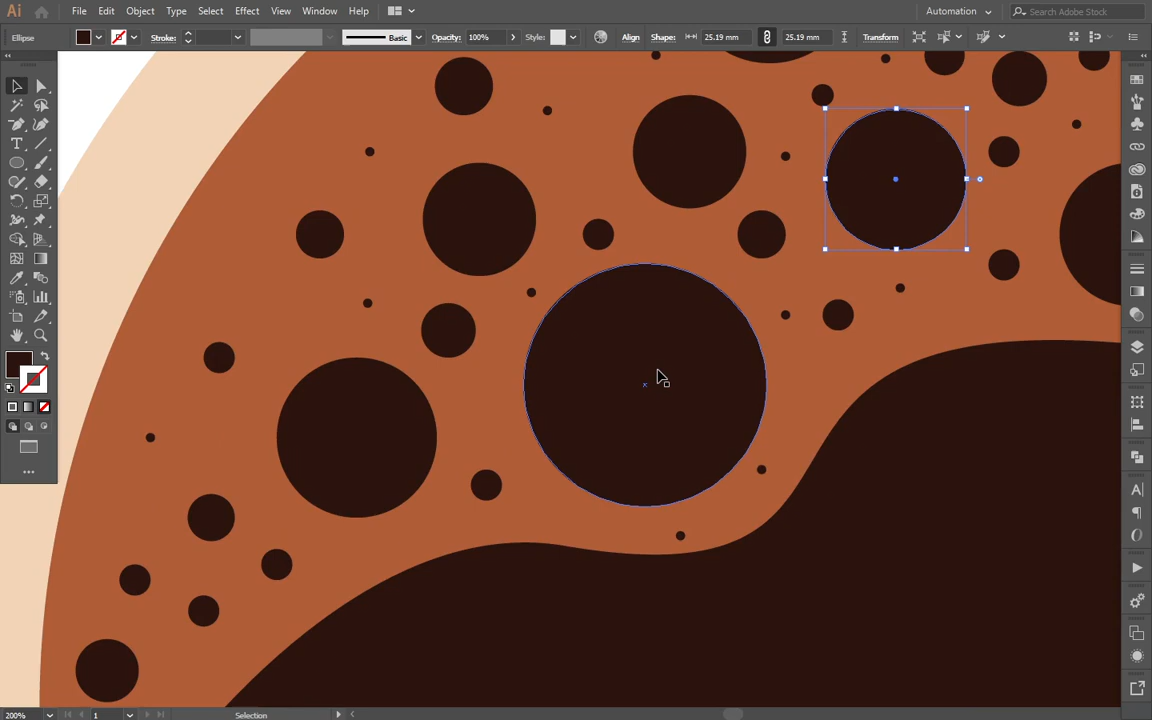 Ai File Edit Object Type Select Effect View Window Help Automation Search Adobe Stock
Ellipse Stroke: Basic Opacity: 100% Style: Align Shape: 25.19 mm 25.19 mm Transform
200% 1 Selection